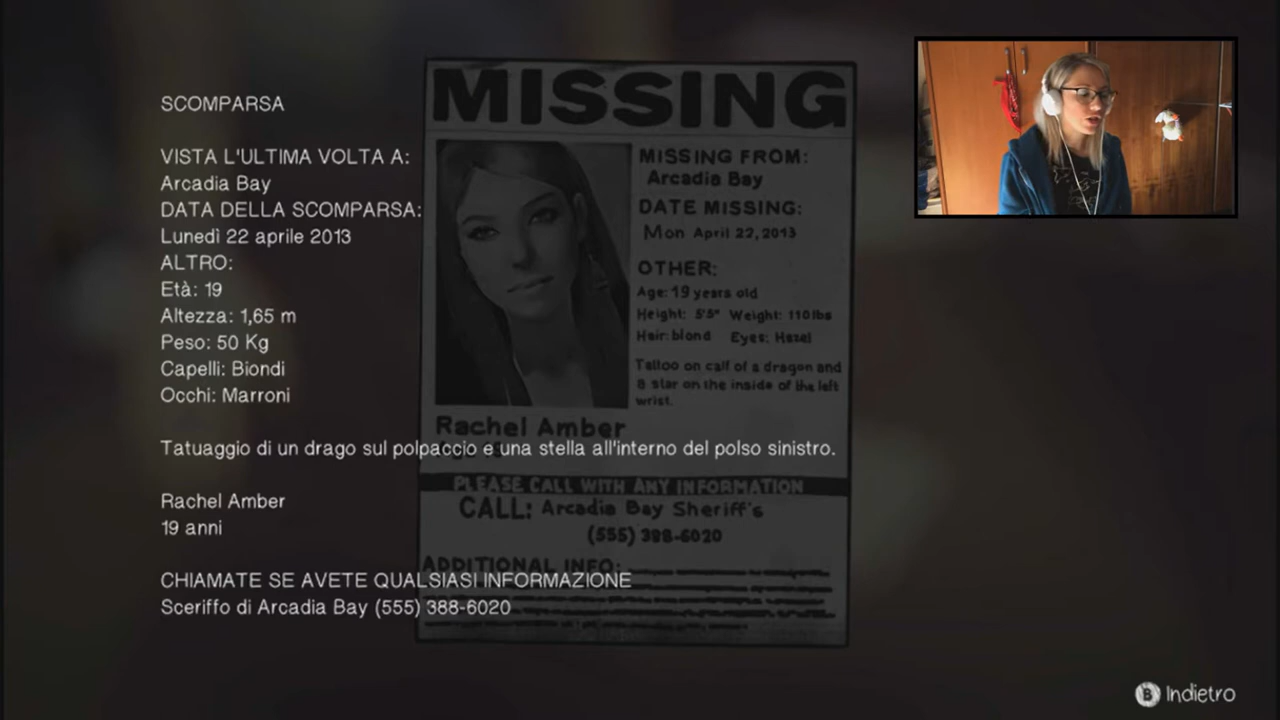 SCOMPARSA
VISTA L'ULTIMA VOLTA A:
Arcadia Bay
DATA DELLA SCOMPARSA:
Lunedì 22 aprile 2013
ALTRO:
Età: 19
Altezza: 1,65 m
Peso: 50 Kg
Capelli: Biondi
Occhi: Marroni
Tatuaggio di un drago sul polpaccio e una stella all'interno del polso sinistro.
Rachel Amber
19 anni
CHIAMATE SE AVETE QUALSIASI INFORMAZIONE
Sceriffo di Arcadia Bay (555) 388-6020
MISSING
MISSING FROM:
Arcadia Bay
DATE MISSING:
Mon April 22, 2013
OTHER:
Age: 19 years old
Height: 5'5" Weight: 110 lbs
Hair: blond Eyes: Hazel
Tattoo on calf of a dragon and
a star on the inside of the left
wrist.
Rachel Amber
PLEASE CALL WITH ANY INFORMATION
CALL: Arcadia Bay Sheriff's
(555) 388-6020
ADDITIONAL INFO:
B Indietro